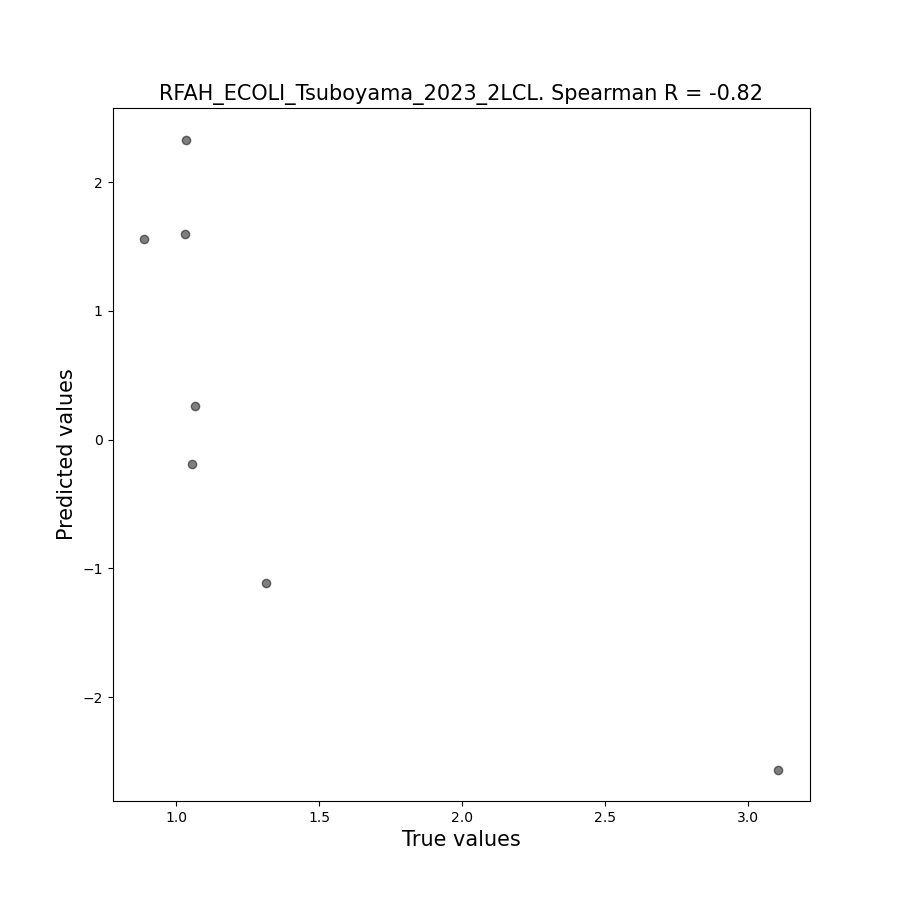 RFAH_ECOLI_Tsuboyama_2023_2LCL. Spearman R = -0.82
2
1
0
−1
−2
Predicted values
1.0 1.5 2.0 2.5 3.0
True values